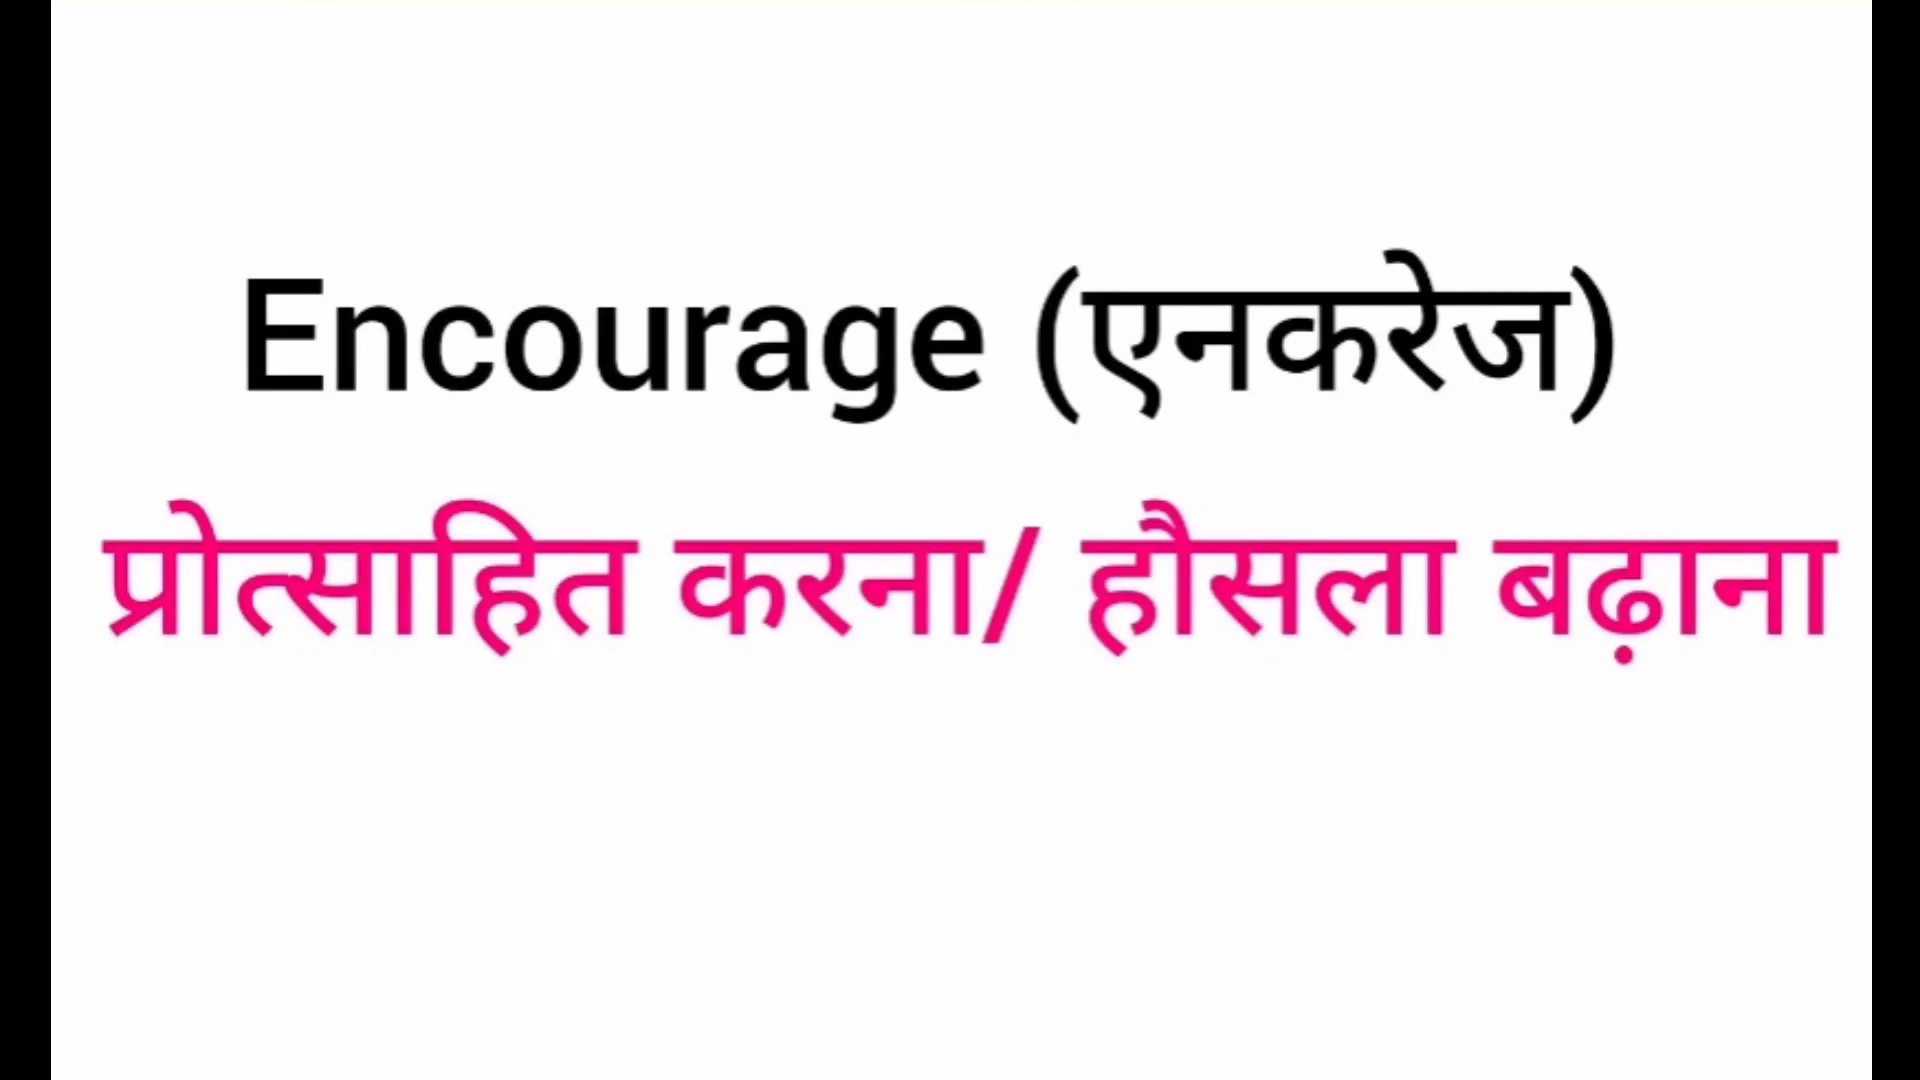 Encourage (एनकरेज)
प्रोत्साहित करना/ हौसला बढ़ाना